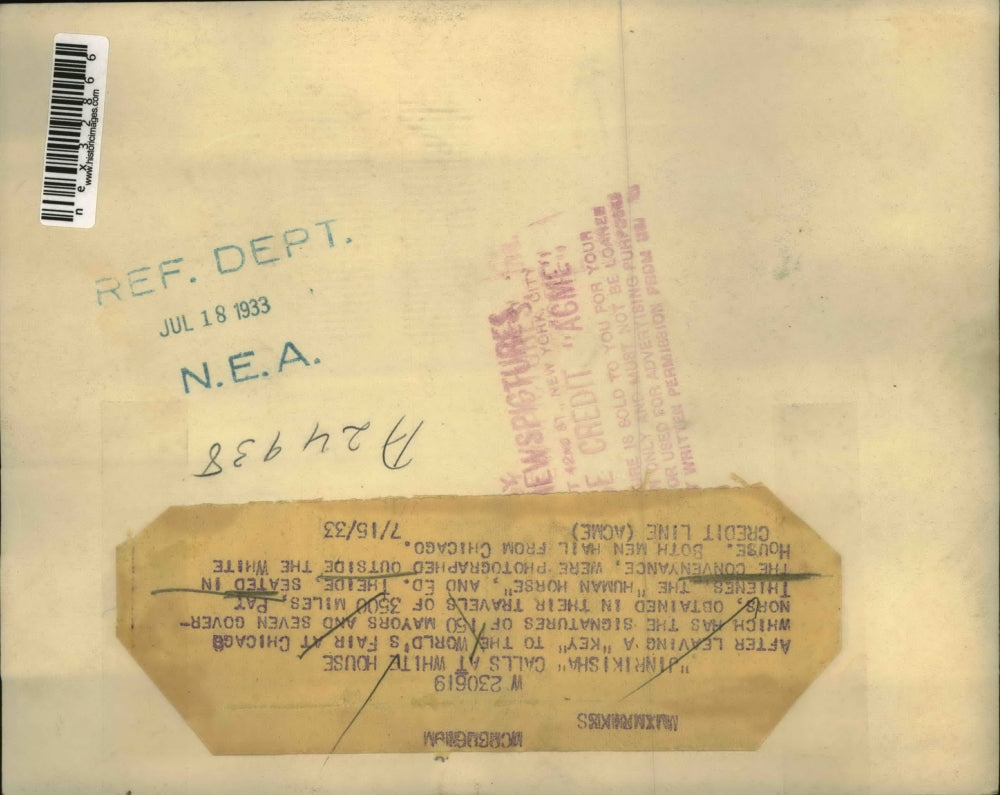 nex32866
www.historicimages.com
REF. DEPT.
JUL 18 1933
N.E.A.
A24938
NEW YORK CITY
CREDIT "ACME"
IS SOLD TO YOU FOR YOUR
ONLY AND MUST NOT BE LOANED
OR USED FOR ADVERTISING PURPOSES
WRITTEN PERMISSION FROM
W 230619
"JINRIKISHA" CALLS AT WHITE HOUSE
AFTER LEAVING A "KEY" TO THE WORLD'S FAIR AT CHICAGO
WHICH HAS THE SIGNATURES OF 150 MAYORS AND SEVEN GOVER-
NORS OBTAINED IN THEIR TRAVELS OF 3500 MILES, PAT
THIENES THE "HUMAN HORSE", AND ED. THEIDE, SEATED IN
THE CONVEYANCE, WERE PHOTOGRAPHED OUTSIDE THE WHITE
HOUSE. BOTH MEN HAIL FROM CHICAGO.
CREDIT LINE (ACME) 7/15/33